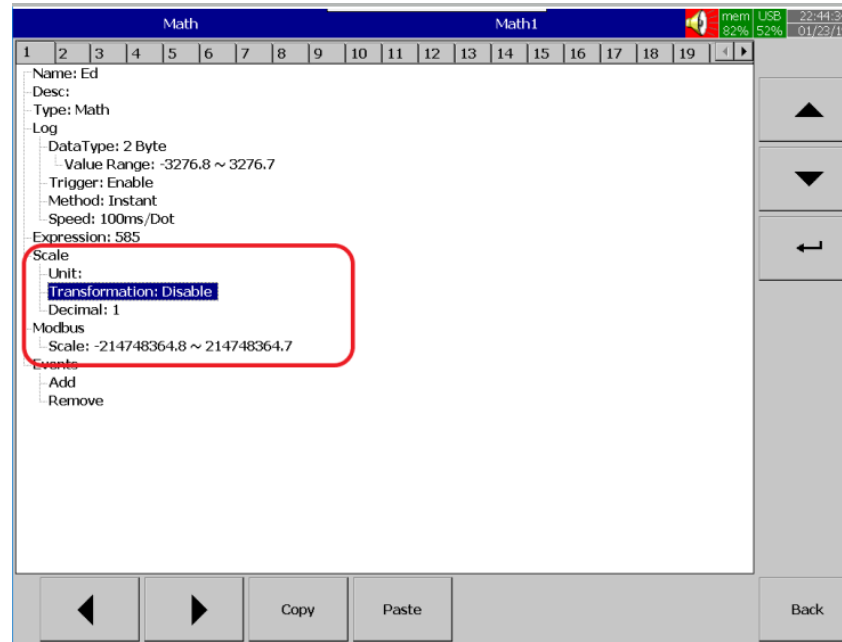 Math Math1 mem USB 22:44:3
82% 52% 01/23/1
1 2 3 4 5 6 7 8 9 10 11 12 13 14 15 16 17 18 19
Name: Ed
Desc:
Type: Math
Log
DataType: 2 Byte
Value Range: -3276.8 ~ 3276.7
Trigger: Enable
Method: Instant
Speed: 100ms/Dot
Expression: 585
Scale
Unit:
Transformation: Disable
Decimal: 1
Modbus
Scale: -214748364.8 ~ 214748364.7
Events
Add
Remove
Copy Paste Back